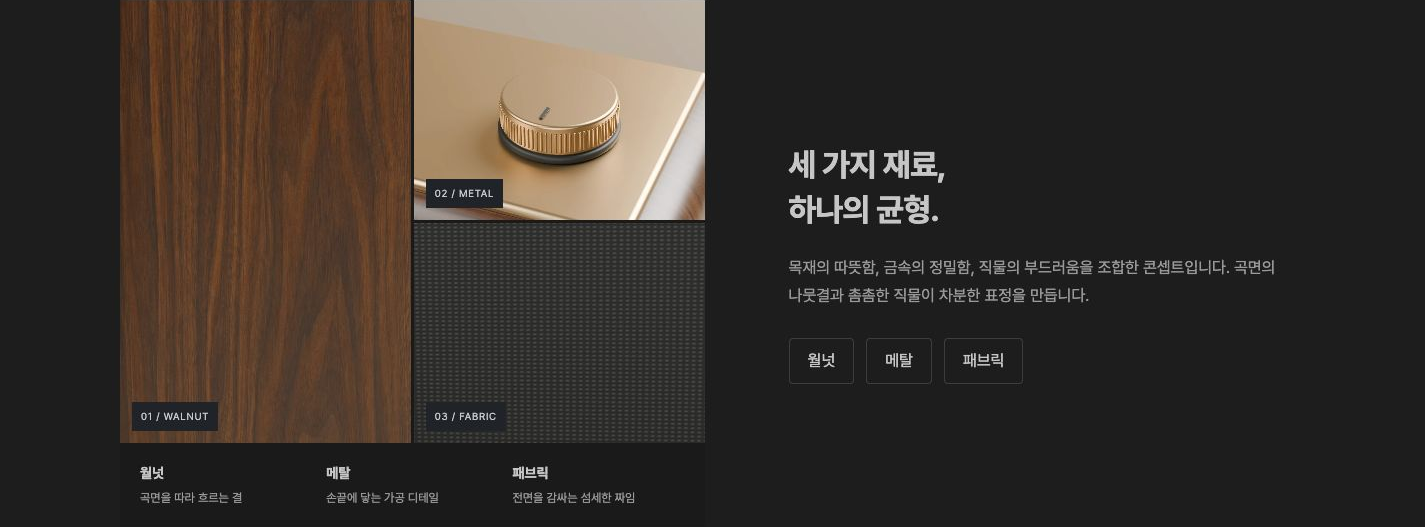 02 / METAL
01 / WALNUT
03 / FABRIC
월넛
곡면을 따라 흐르는 결
메탈
손끝에 닿는 가공 디테일
패브릭
전면을 감싸는 섬세한 짜임
세 가지 재료,
하나의 균형.
목재의 따뜻함, 금속의 정밀함, 직물의 부드러움을 조합한 콘셉트입니다. 곡면의
나뭇결과 촘촘한 직물이 차분한 표정을 만듭니다.
월넛
메탈
패브릭